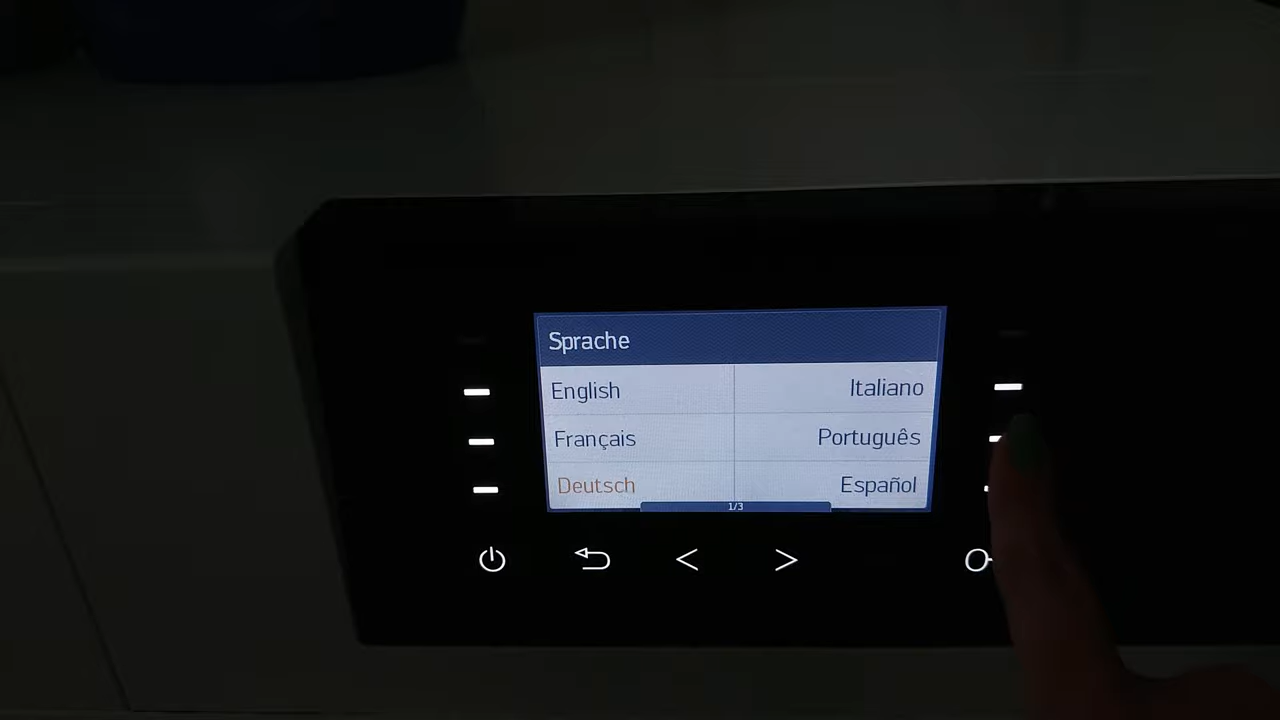 Sprache
English
Italiano
Français
Português
Deutsch
Español
1/3